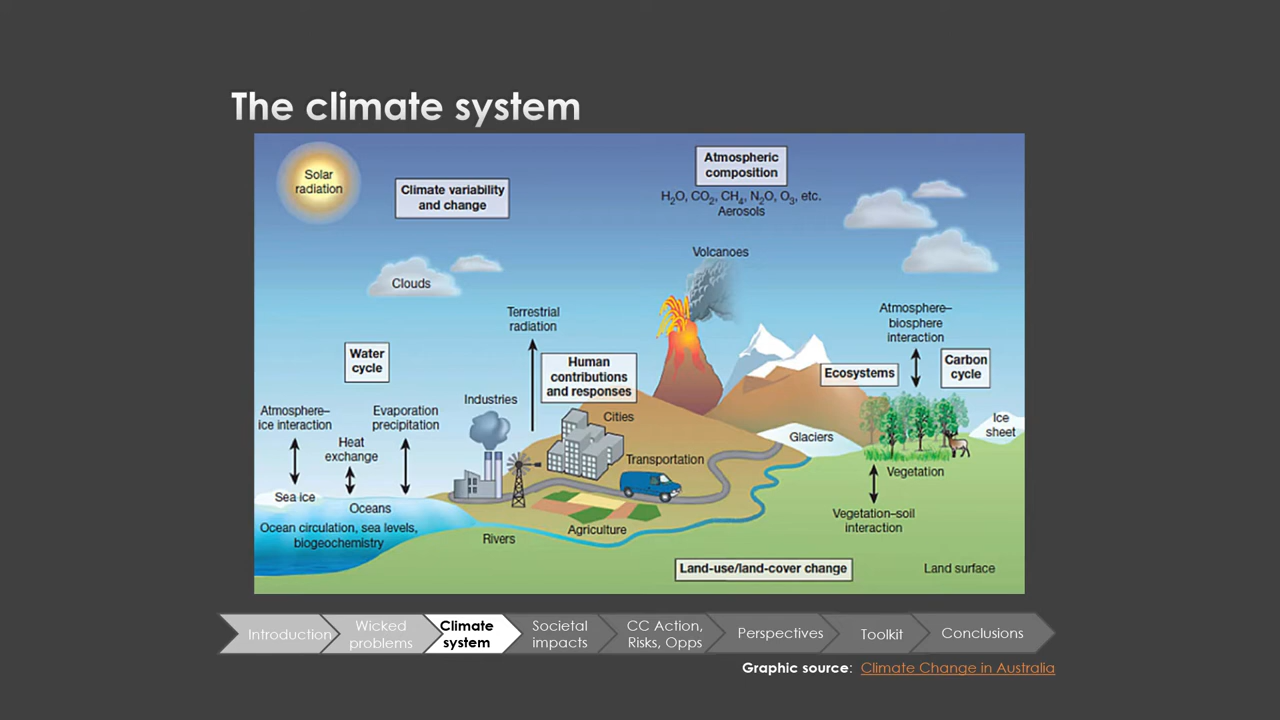 The climate system
Solar
radiation
Climate variability
and change
Atmospheric
composition
H₂O, CO₂, CH₄, N₂O, O₃, etc.
Aerosols
Volcanoes
Clouds
Terrestrial
radiation
Atmosphere–
biosphere
interaction
Water
cycle
Human
contributions
and responses
Ecosystems
Carbon
cycle
Atmosphere–
ice interaction
Heat
exchange
Evaporation
precipitation
Industries
Cities
Transportation
Glaciers
Ice
sheet
Vegetation
Sea ice
Oceans
Ocean circulation, sea levels,
biogeochemistry
Rivers
Agriculture
Vegetation–soil
interaction
Land-use/land-cover change
Land surface
Introduction
Wicked
problems
Climate
system
Societal
impacts
CC Action,
Risks, Opps
Perspectives
Toolkit
Conclusions
Graphic source: Climate Change in Australia